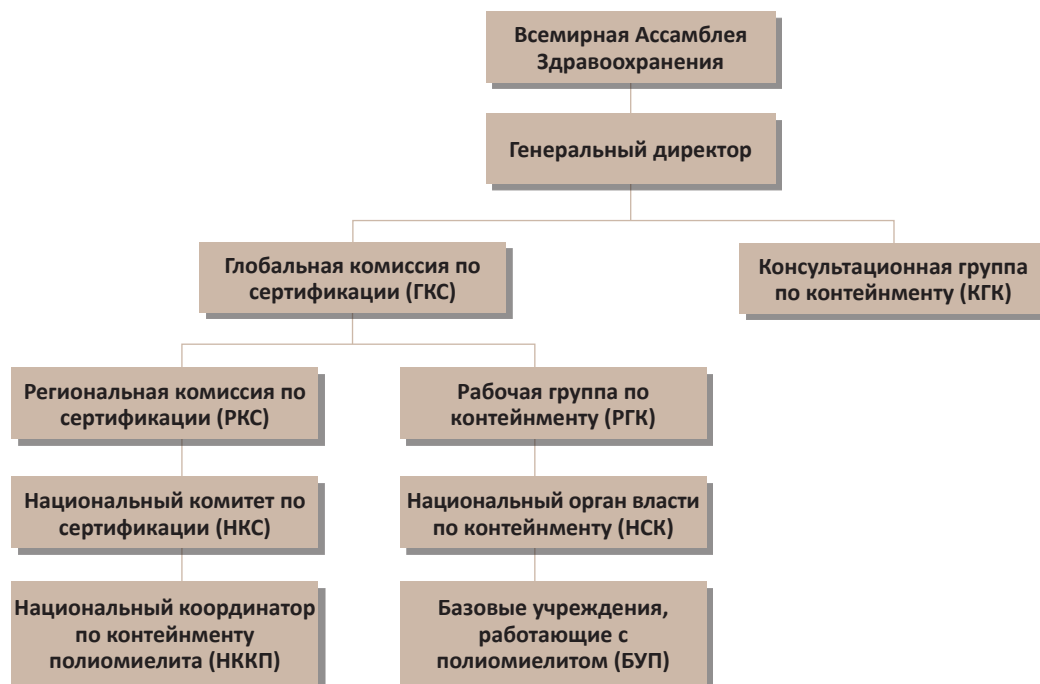 Всемирная Ассамблея
Здравоохранения
Генеральный директор
Глобальная комиссия по
сертификации (ГКС)
Консультационная группа
по контейнменту (КГК)
Региональная комиссия по
сертификации (РКС)
Рабочая группа по
контейнменту (РГК)
Национальный комитет по
сертификации (НКС)
Национальный орган власти
по контейнменту (НСК)
Национальный координатор
по контейнменту
полиомиелита (НККП)
Базовые учреждения,
работающие с
полиомиелитом (БУП)